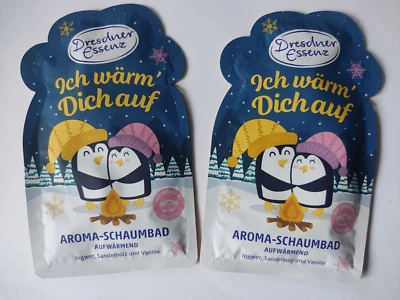 Dresdner
Essenz
Ich wärm'
Dich auf
AROMA-SCHAUMBAD
AUFWÄRMEND
Ingwer, Sandelholz und Vanille
Dresdner
Essenz
Ich wärm'
Dich auf
AROMA-SCHAUMBAD
AUFWÄRMEND
Ingwer, Sandelholz und Vanille